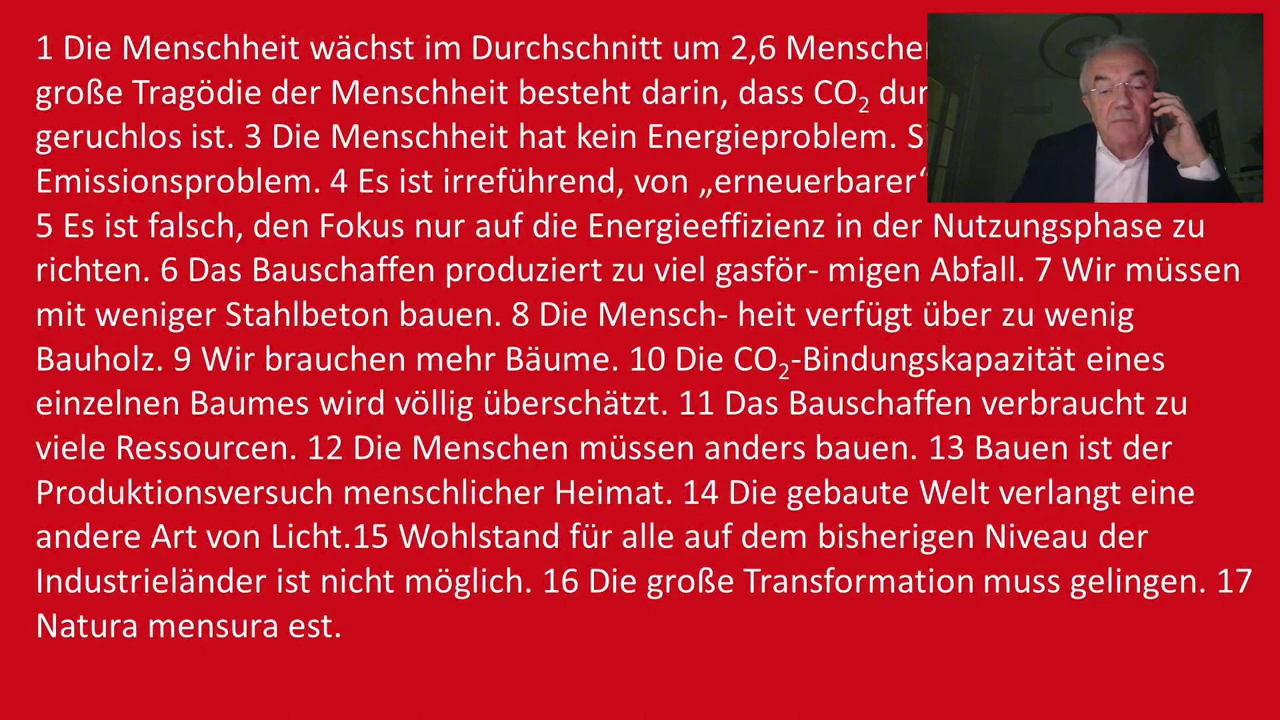 1 Die Menschheit wächst im Durchschnitt um 2,6
große Tragödie der Menschheit besteht darin, dass CO₂
geruchlos ist. 3 Die Menschheit hat kein Energieproblem.
Emissionsproblem. 4 Es ist irreführend, von „erneuerbarer“
5 Es ist falsch, den Fokus nur auf die Energieeffizienz in der Nutzungsphase zu
richten. 6 Das Bauschaffen produziert zu viel gasför- migen Abfall. 7 Wir müssen
mit weniger Stahlbeton bauen. 8 Die Mensch- heit verfügt über zu wenig
Bauholz. 9 Wir brauchen mehr Bäume. 10 Die CO₂-Bindungskapazität eines
einzelnen Baumes wird völlig überschätzt. 11 Das Bauschaffen verbraucht zu
viele Ressourcen. 12 Die Menschen müssen anders bauen. 13 Bauen ist der
Produktionsversuch menschlicher Heimat. 14 Die gebaute Welt verlangt eine
andere Art von Licht.15 Wohlstand für alle auf dem bisherigen Niveau der
Industrieländer ist nicht möglich. 16 Die große Transformation muss gelingen. 17
Natura mensura est.